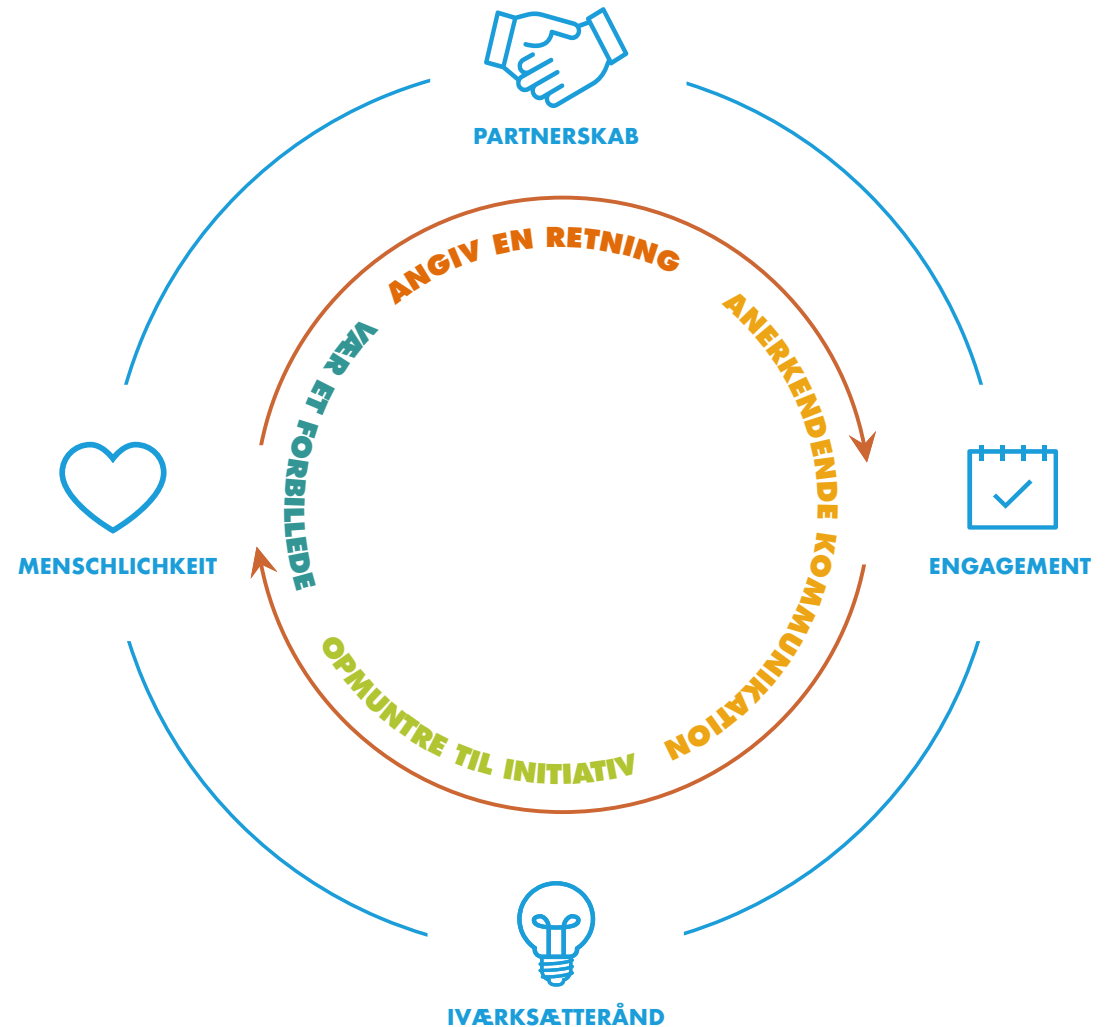 PARTNERSKAB
ANGIV EN RETNING
ANERKENDENDE KOMMUNIKATION
VÆR ET FORBILLEDE
MENSCHLICHKEIT
ENGAGEMENT
OPMUNTRE TIL INITIATIV
IVÆRKSÆTTERÅND